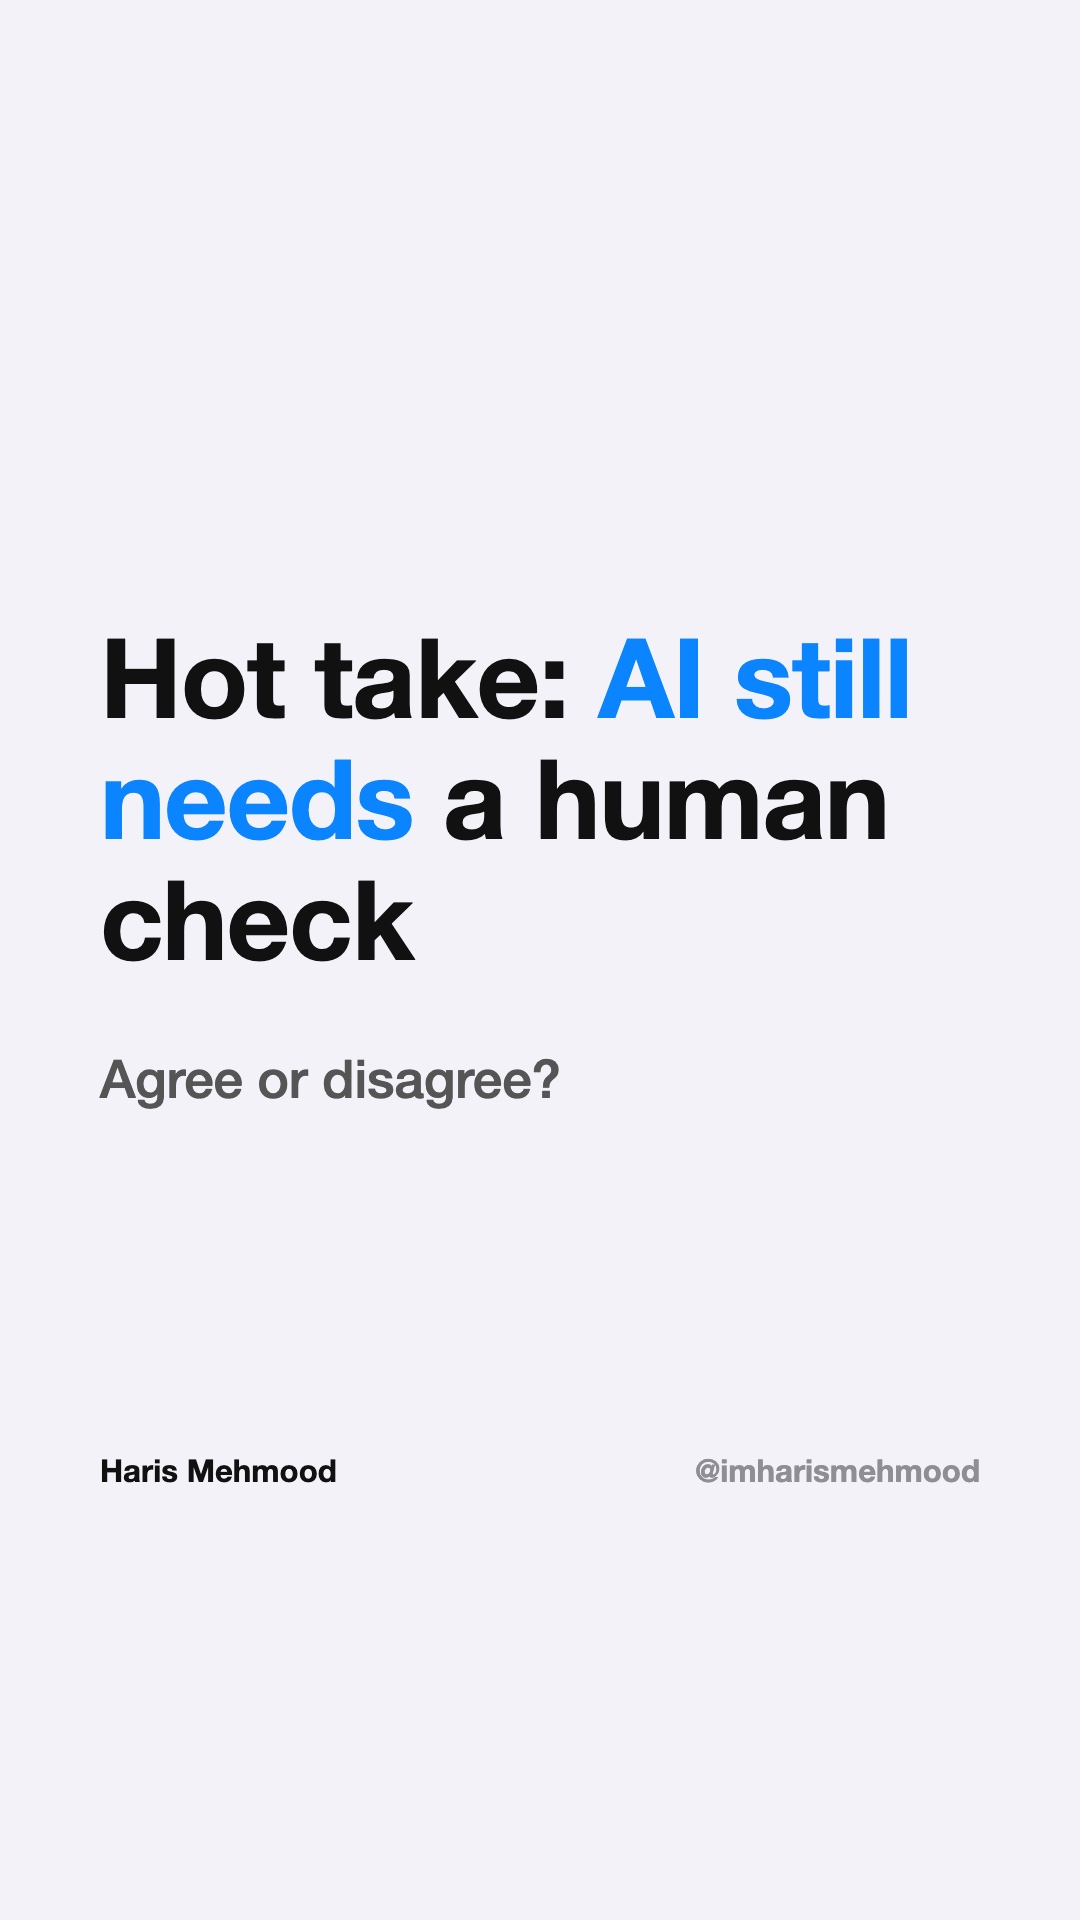 Hot take: AI still
needs a human
check
Agree or disagree?
Haris Mehmood
@imharismehmood